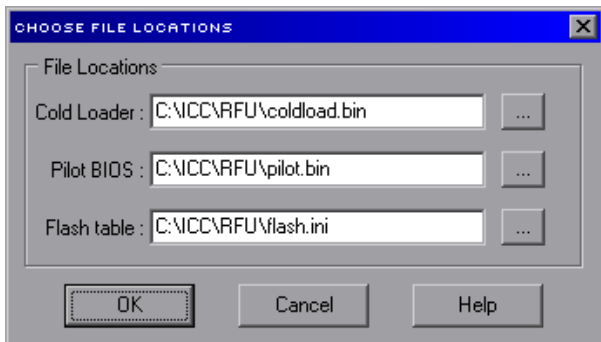 CHOOSE FILE LOCATIONS
File Locations
Cold Loader : C:\ICC\RFU\coldload.bin ...
Pilot BIOS : C:\ICC\RFU\pilot.bin ...
Flash table : C:\ICC\RFU\flash.ini ...
OK Cancel Help